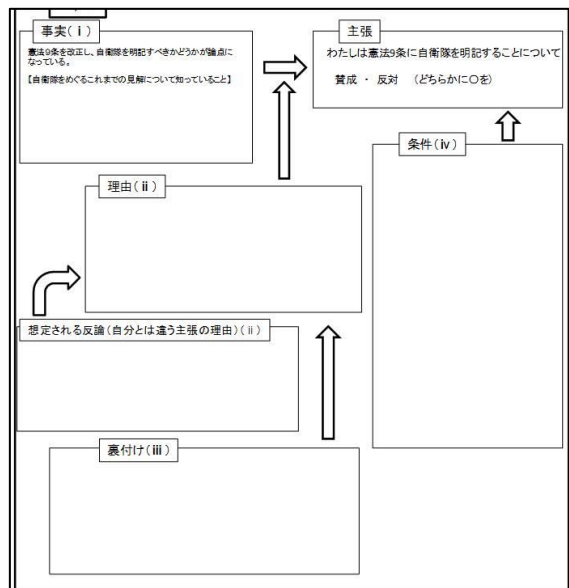 事実(ⅰ)
憲法9条を改正し、自衛隊を明記すべきかどうかが論点に
なっている。
【自衛隊をめぐるこれまでの見解について知っていること】
主張
わたしは憲法9条に自衛隊を明記することについて
賛成 ・ 反対 (どちらかに○を)
条件(ⅳ)
理由(ⅱ)
想定される反論(自分とは違う主張の理由)(ⅱ)
裏付け(ⅲ)